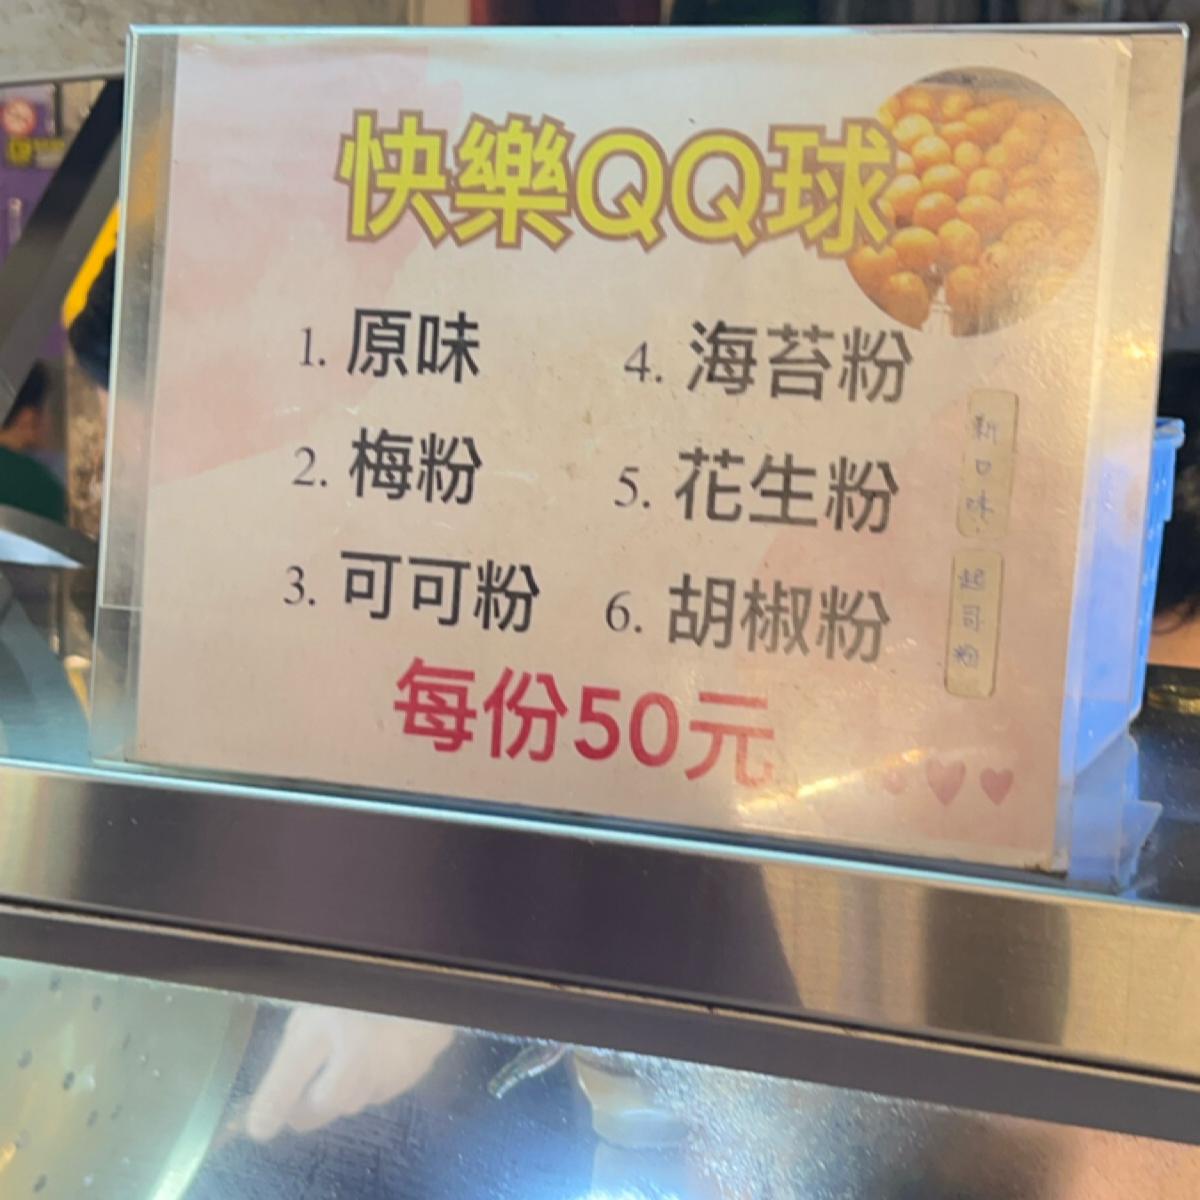 快樂QQ球
1. 原味
2. 梅粉
3. 可可粉
4. 海苔粉
5. 花生粉
6. 胡椒粉
新口味
起司粉
每份50元